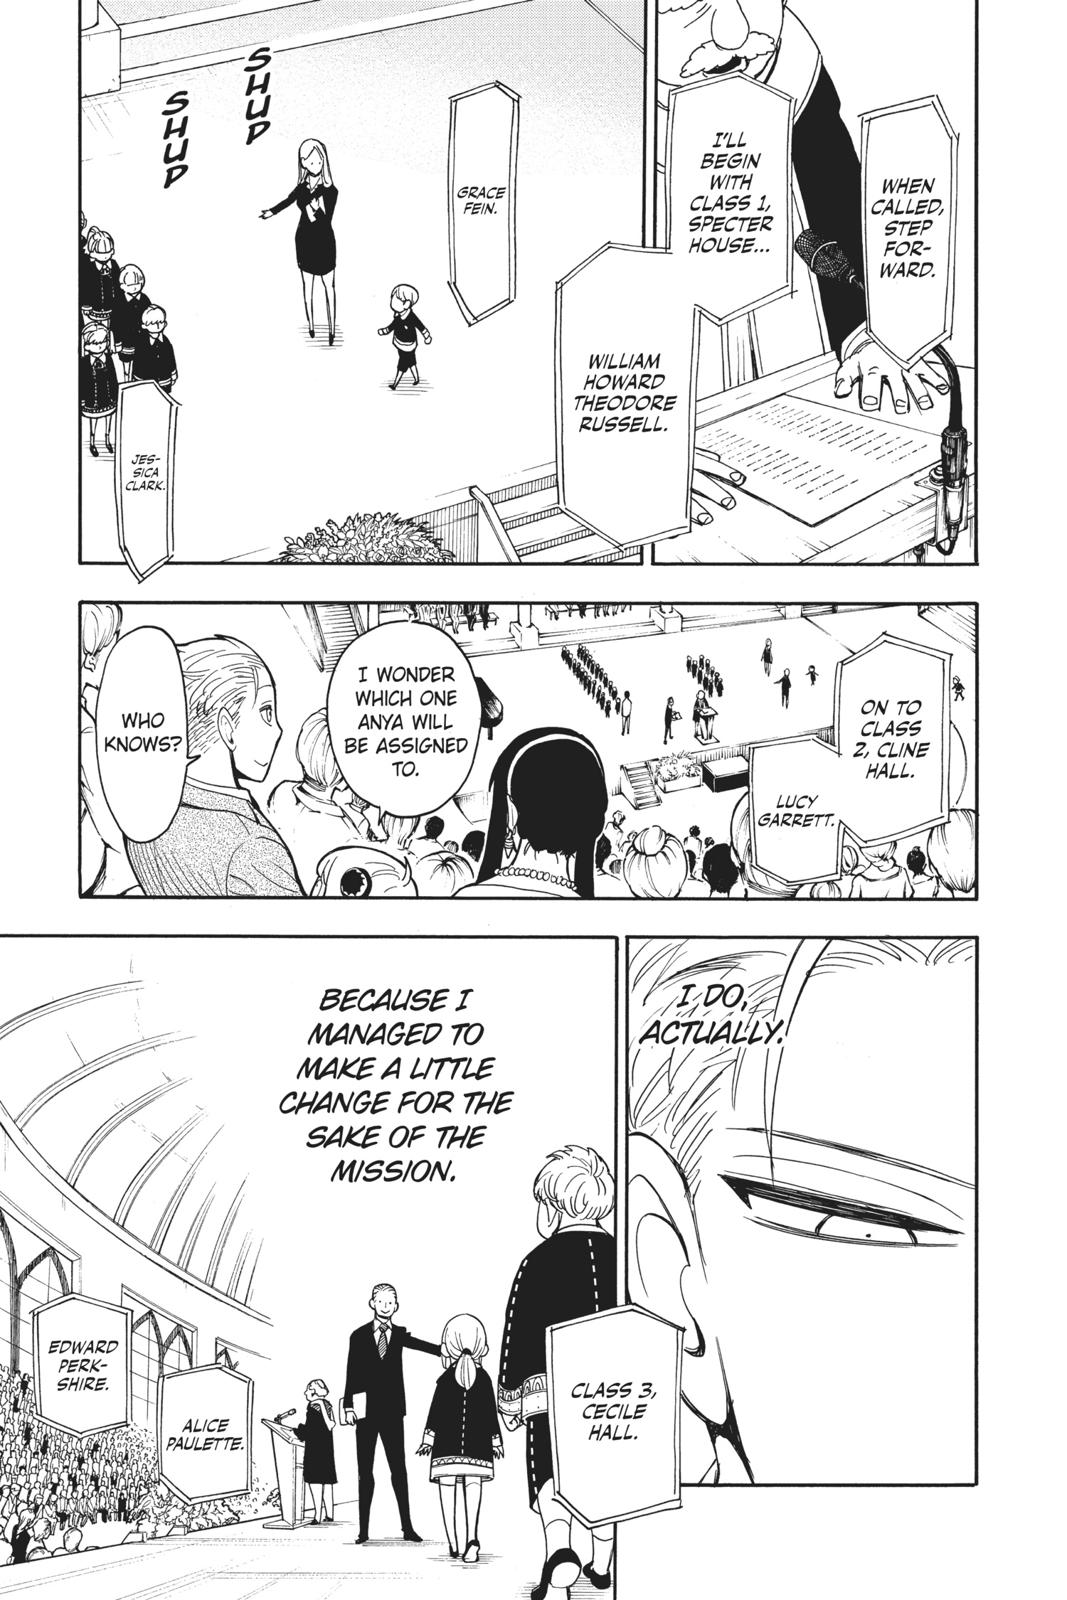 WHEN
CALLED,
STEP
FOR-
WARD.
I'LL
BEGIN
WITH
CLASS 1,
SPECTER
HOUSE...
WILLIAM
HOWARD
THEODORE
RUSSELL.
GRACE
FEIN.
SHUP
SHUP
JES-
SICA
CLARK.
ON TO
CLASS
2, CLINE
HALL.
LUCY
GARRETT.
I WONDER
WHICH ONE
ANYA WILL
BE ASSIGNED
TO.
WHO
KNOWS?
I DO,
ACTUALLY.
BECAUSE I
MANAGED TO
MAKE A LITTLE
CHANGE FOR THE
SAKE OF THE
MISSION.
CLASS 3,
CECILE
HALL.
ALICE
PAULETTE.
EDWARD
PERK-
SHIRE.